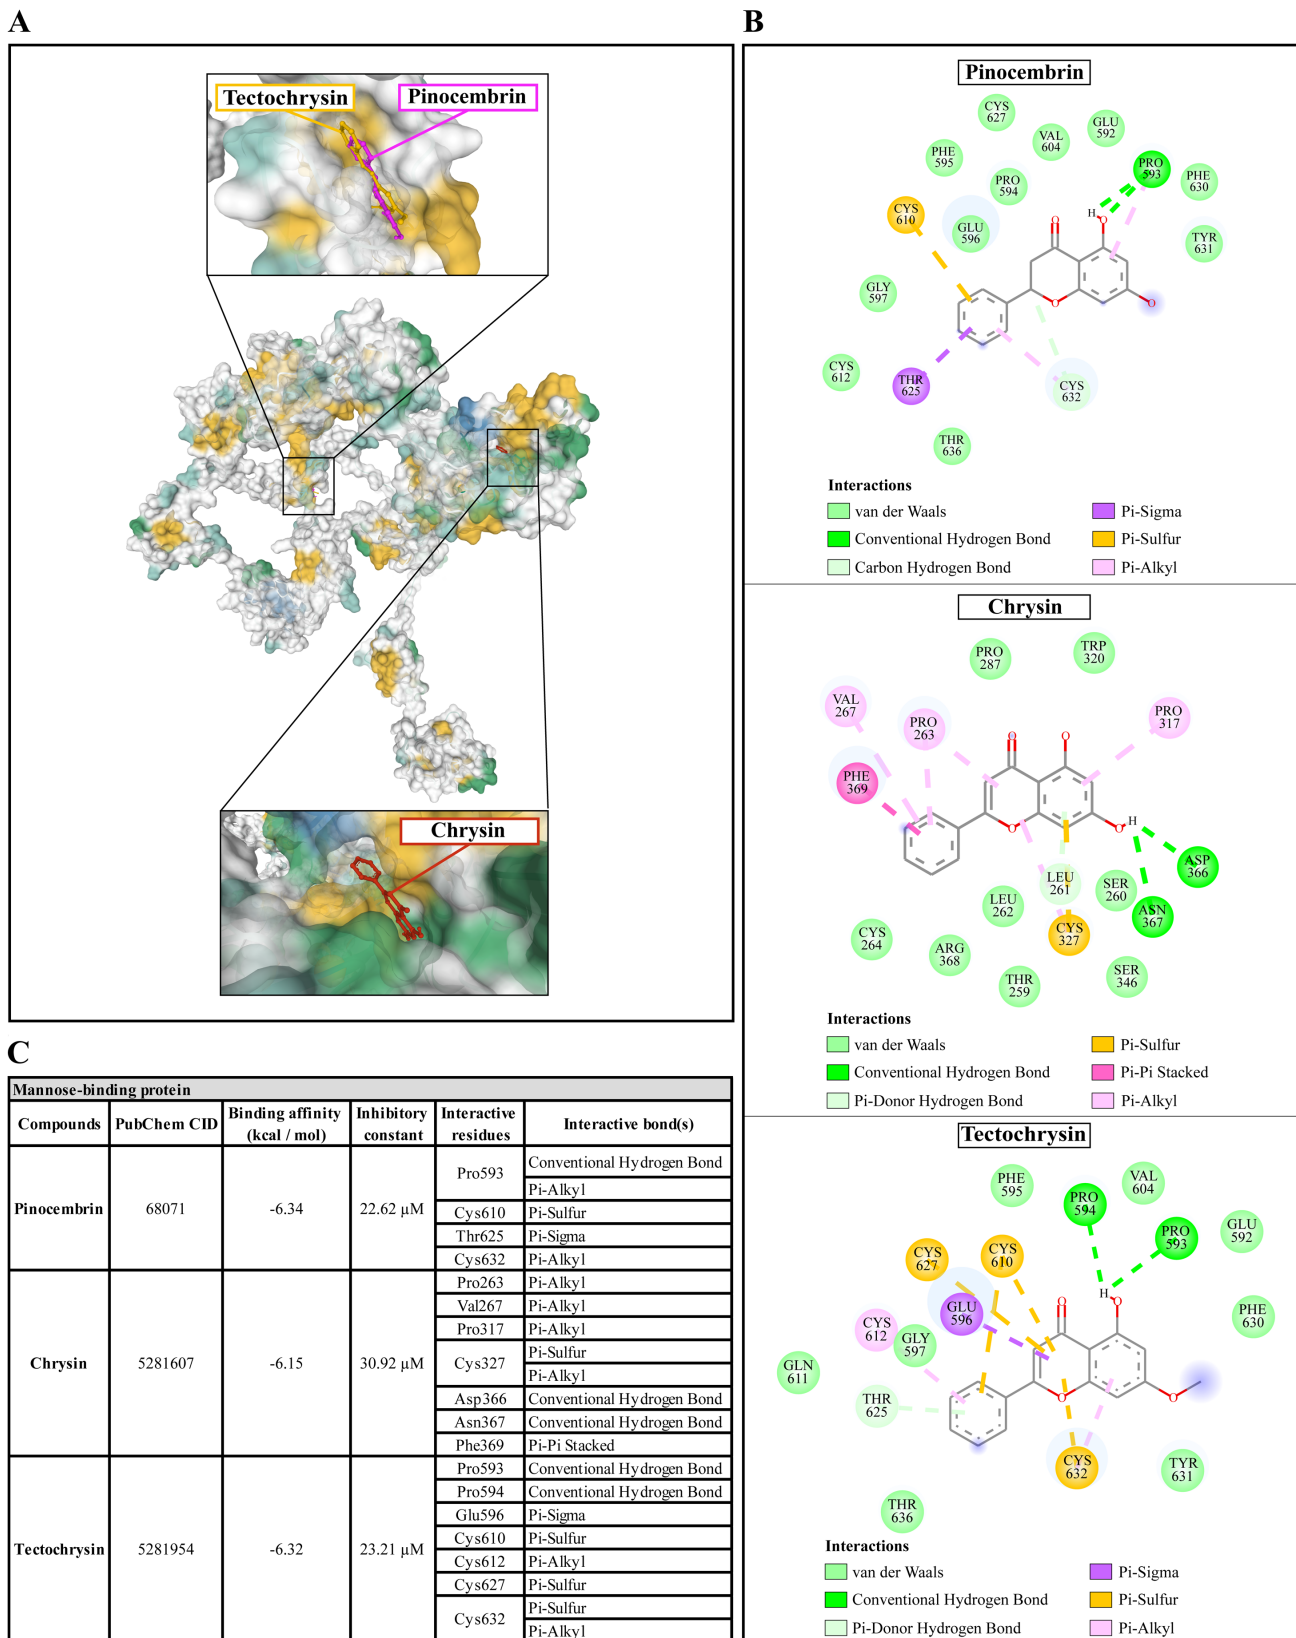 A
Tectochrysin
Pinocembrin
Chrysin
B
Pinocembrin
CYS
627
GLU
592
VAL
604
PHE
595
PRO
593
PRO
594
PHE
630
CYS
610
GLU
596
TYR
631
GLY
597
CYS
612
THR
625
CYS
632
THR
636
O
H
O
O
O
Interactions
van der Waals
Conventional Hydrogen Bond
Carbon Hydrogen Bond
Pi-Sigma
Pi-Sulfur
Pi-Alkyl
Chrysin
PRO
287
TRP
320
VAL
267
PRO
263
PRO
317
PHE
369
ASP
366
LEU
261
SER
260
LEU
262
ASN
367
CYS
327
CYS
264
ARG
368
SER
346
THR
259
O
O
O
O
H
Interactions
van der Waals
Conventional Hydrogen Bond
Pi-Donor Hydrogen Bond
Pi-Sulfur
Pi-Pi Stacked
Pi-Alkyl
Tectochrysin
PHE
595
VAL
604
PRO
594
PRO
593
GLU
592
CYS
627
CYS
610
GLU
596
PHE
630
CYS
612
GLY
597
GLN
611
THR
625
CYS
632
TYR
631
THR
636
H
O
O
O
O
Interactions
van der Waals
Conventional Hydrogen Bond
Pi-Donor Hydrogen Bond
Pi-Sigma
Pi-Sulfur
Pi-Alkyl
C
Mannose-binding protein
Compounds PubChem CID Binding affinity (kcal / mol) Inhibitory constant Interactive residues Interactive bond(s)
Pinocembrin 68071 -6.34 22.62 µM Pro593 Conventional Hydrogen Bond
Pi-Alkyl
Cys610 Pi-Sulfur
Thr625 Pi-Sigma
Cys632 Pi-Alkyl
Chrysin 5281607 -6.15 30.92 µM Pro263 Pi-Alkyl
Val267 Pi-Alkyl
Pro317 Pi-Alkyl
Cys327 Pi-Sulfur
Pi-Alkyl
Asp366 Conventional Hydrogen Bond
Asn367 Conventional Hydrogen Bond
Phe369 Pi-Pi Stacked
Tectochrysin 5281954 -6.32 23.21 µM Pro593 Conventional Hydrogen Bond
Pro594 Conventional Hydrogen Bond
Glu596 Pi-Sigma
Cys610 Pi-Sulfur
Cys612 Pi-Alkyl
Cys627 Pi-Sulfur
Cys632 Pi-Sulfur
Pi-Alkyl